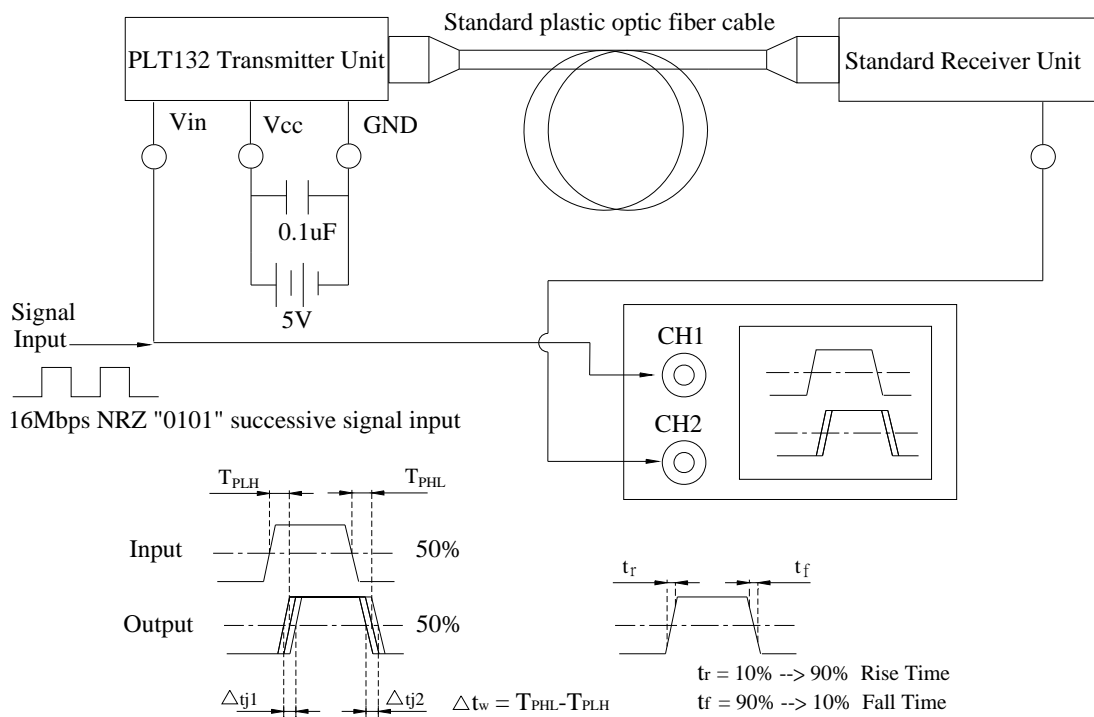 Standard plastic optic fiber cable
PLT132 Transmitter Unit
Standard Receiver Unit
Vin
Vcc
GND
0.1uF
5V
Signal
Input
16Mbps NRZ "0101" successive signal input
CH1
CH2
TPLH
TPHL
Input
50%
Output
50%
△tj1
△tj2
△tw = TPHL-TPLH
tr
tf
tr = 10% --> 90% Rise Time
tf = 90% --> 10% Fall Time